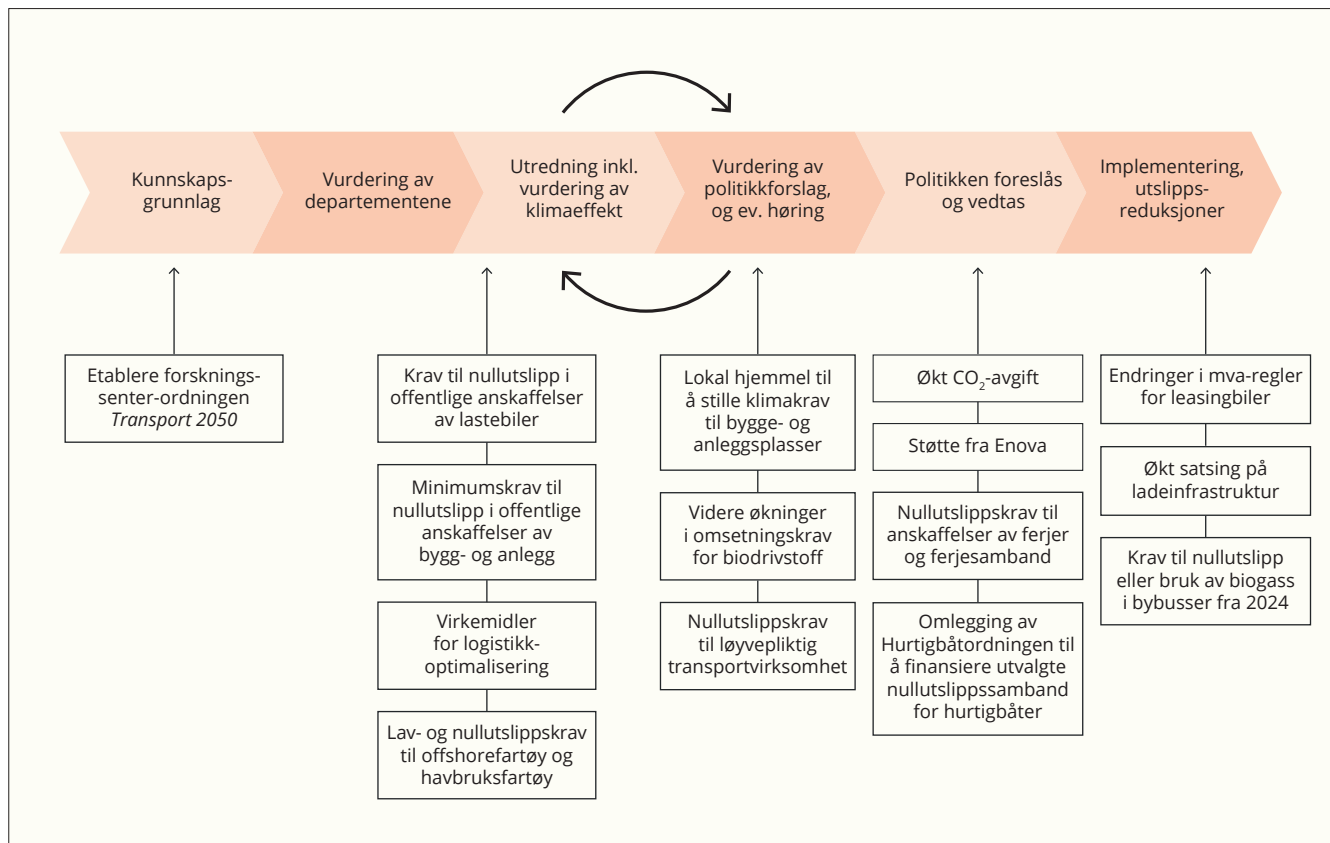 Kunnskaps-
grunnlag
Vurdering av
departementene
Utredning inkl.
vurdering av
klimaeffekt
Vurdering av
politikkforslag,
og ev. høring
Politikken foreslås
og vedtas
Implementering,
utslipps-
reduksjoner
Etablere forsknings-
senter-ordningen
Transport 2050
Krav til nullutslipp i
offentlige anskaffelser
av lastebiler
Minimumskrav til
nullutslipp i offentlige
anskaffelser av
bygg- og anlegg
Virkemidler
for logistikk-
optimalisering
Lav- og nullutslippskrav
til offshorefartøy og
havbruksfartøy
Lokal hjemmel til
å stille klimakrav
til bygge- og
anleggsplasser
Videre økninger
i omsetningskrav
for biodrivstoff
Nullutslippskrav
til løyvepliktig
transportvirksomhet
Økt CO₂-avgift
Støtte fra Enova
Nullutslippskrav til
anskaffelser av ferjer
og ferjesamband
Omlegging av
Hurtigbåtordningen til
å finansiere utvalgte
nullutslippssamband
for hurtigbåter
Endringer i mva-regler
for leasingbiler
Økt satsing på
ladeinfrastruktur
Krav til nullutslipp
eller bruk av biogass
i bybusser fra 2024